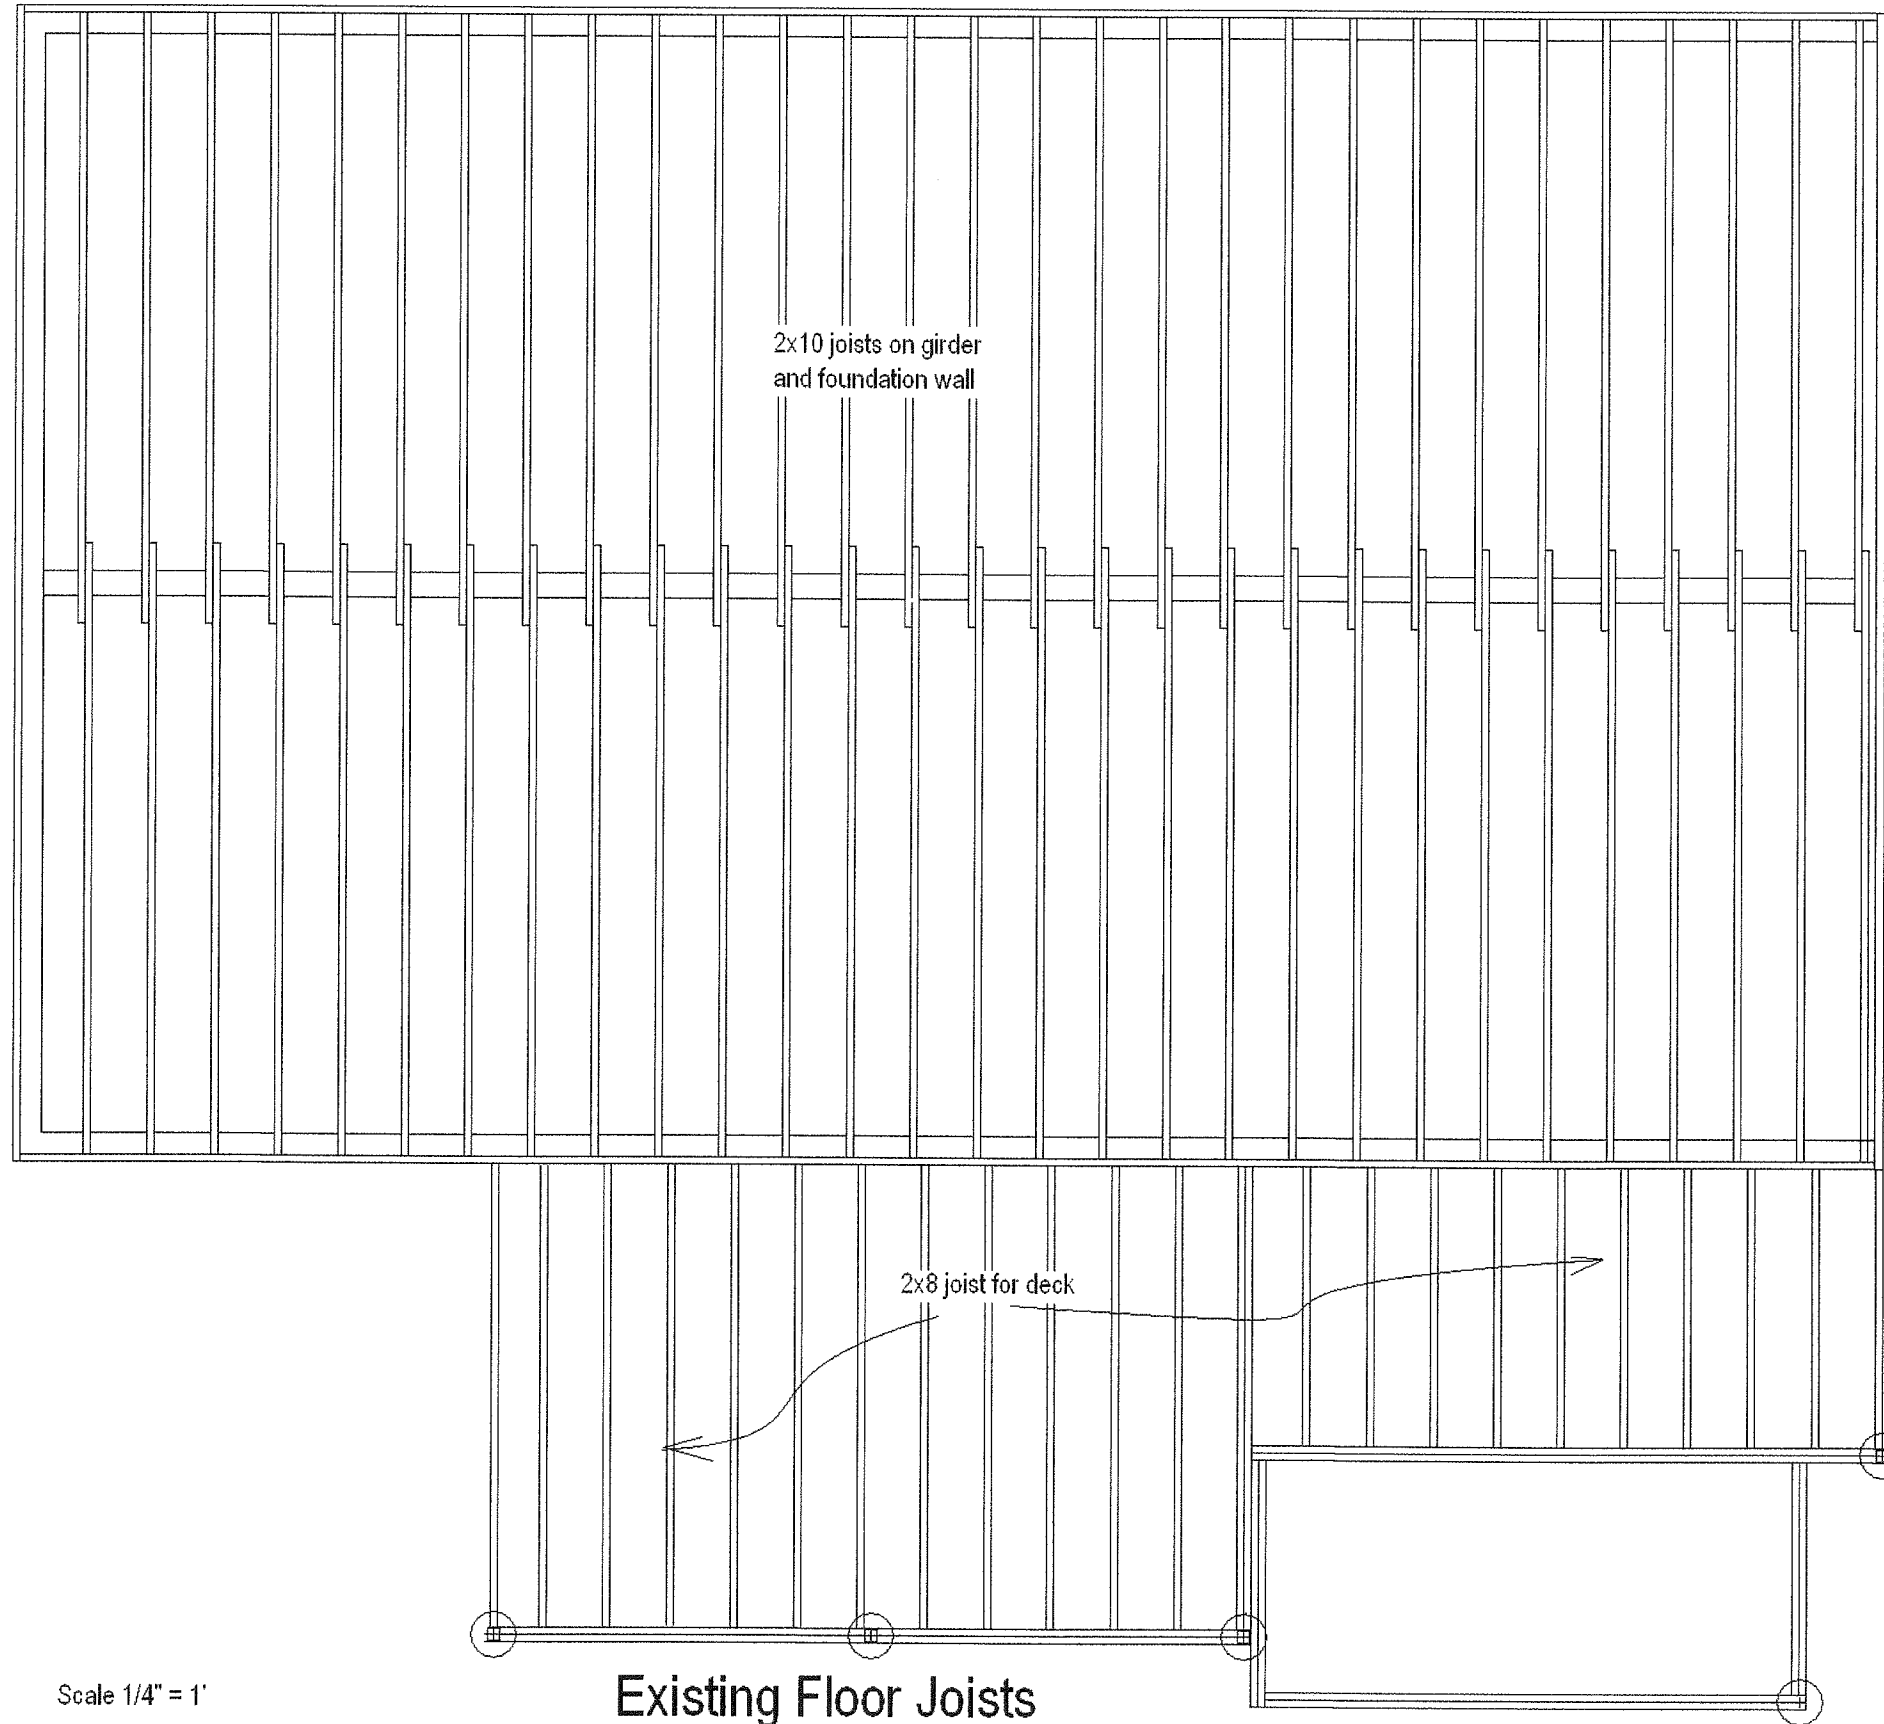 2x10 joists on girder
and foundation wall
2x8 joist for deck
Scale 1/4" = 1'
Existing Floor Joists